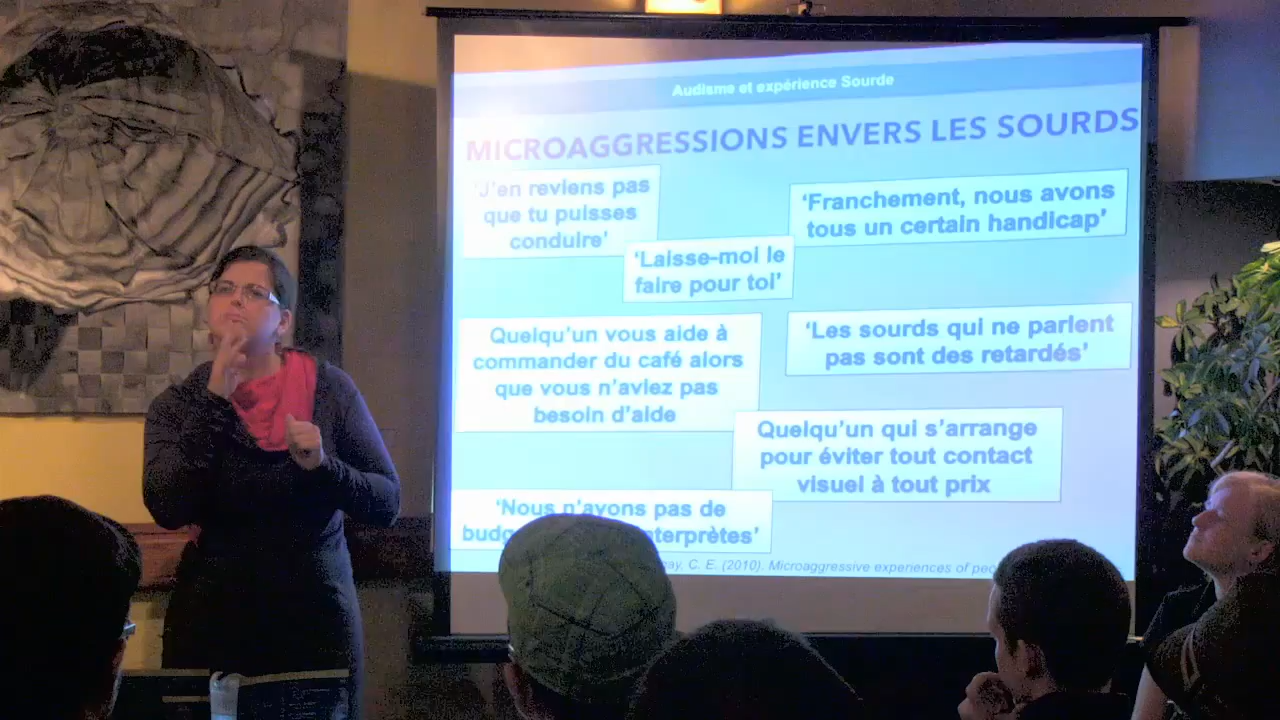 Audisme et expérience Sourde
MICROAGGRESSIONS ENVERS LES SOURDS
'J'en reviens pas
que tu puisses
conduire'
'Franchement, nous avons
tous un certain handicap'
'Laisse-moi le
faire pour toi'
Quelqu'un vous aide à
commander du café alors
que vous n'aviez pas
besoin d'aide
'Les sourds qui ne parlent
pas sont des retardés'
Quelqu'un qui s'arrange
pour éviter tout contact
visuel à tout prix
'Nous n'avons pas de
C. E. (2010). Microaggressive experiences of